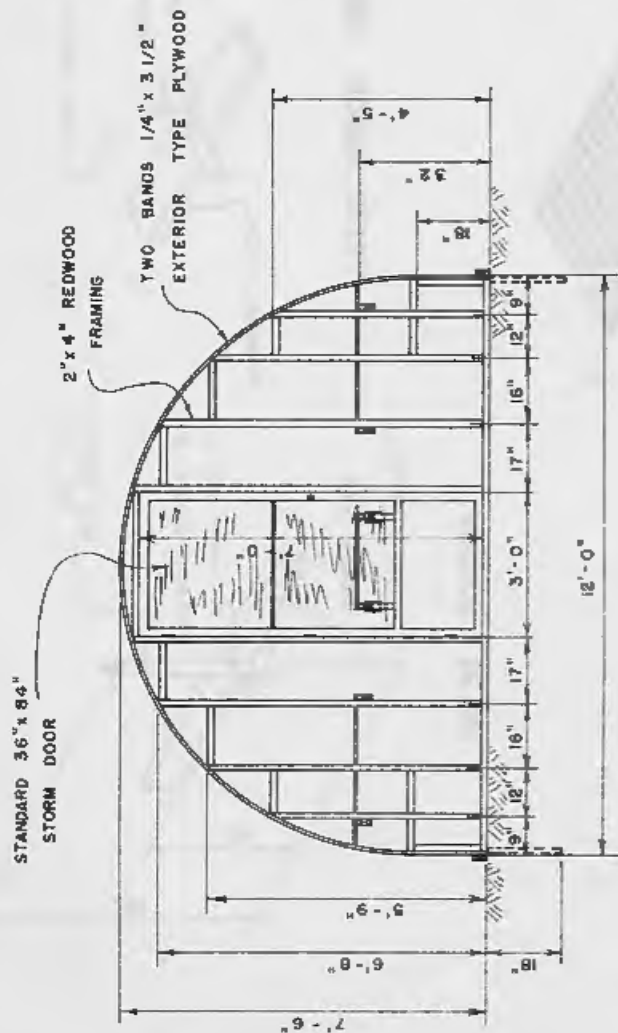 STANDARD 36"x 84"
STORM DOOR
2"x 4" REDWOOD
FRAMING
TWO BANDS 1/4"x 3 1/2"
EXTERIOR TYPE PLYWOOD
7'-6"
6'-8"
5'-9"
18"
7'-0"
4'-5"
18"
9"
12"
16"
17"
3'-0"
17"
16"
12"
9"
12'-0"